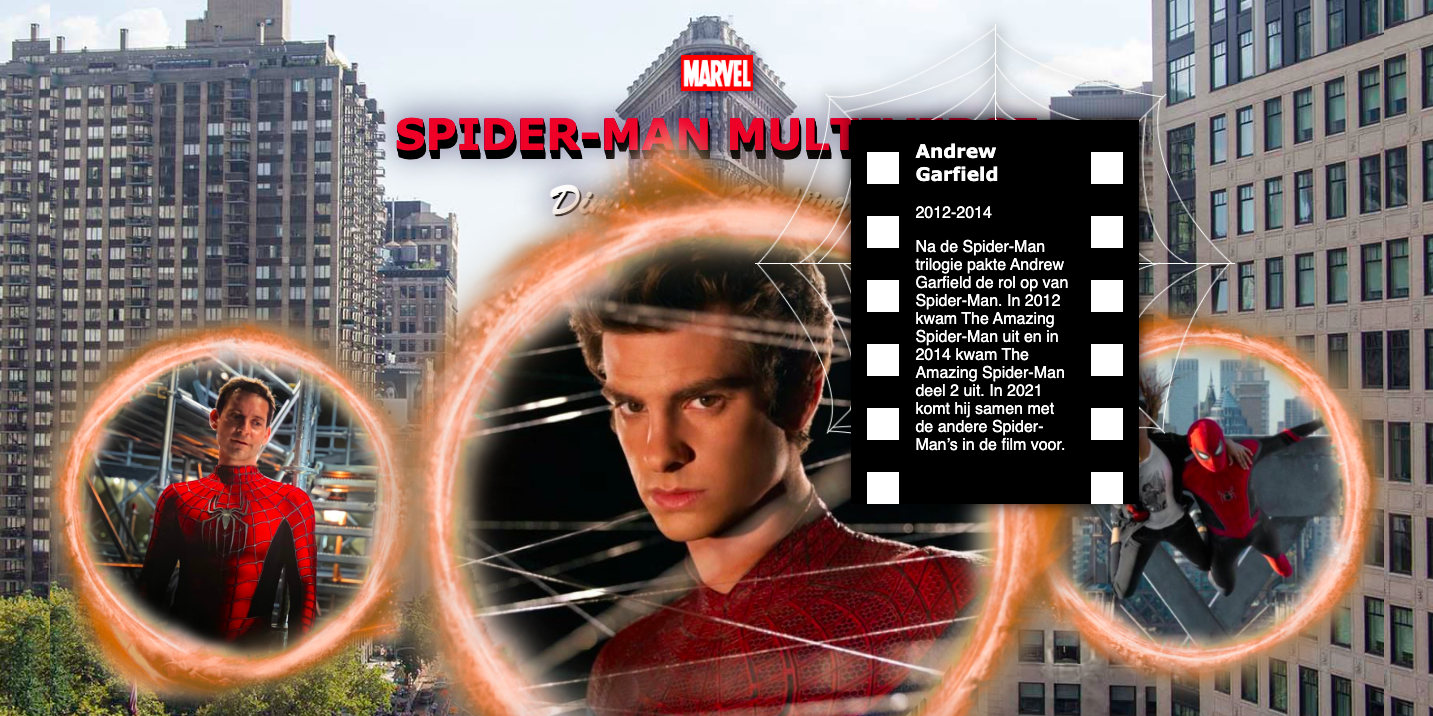 MARVEL
SPIDER-MAN
Andrew
Garfield
2012-2014
Na de Spider-Man
trilogie pakte Andrew
Garfield de rol op van
Spider-Man. In 2012
kwam The Amazing
Spider-Man uit en in
2014 kwam The
Amazing Spider-Man
deel 2 uit. In 2021
komt hij samen met
de andere Spider-
Man’s in de film voor.